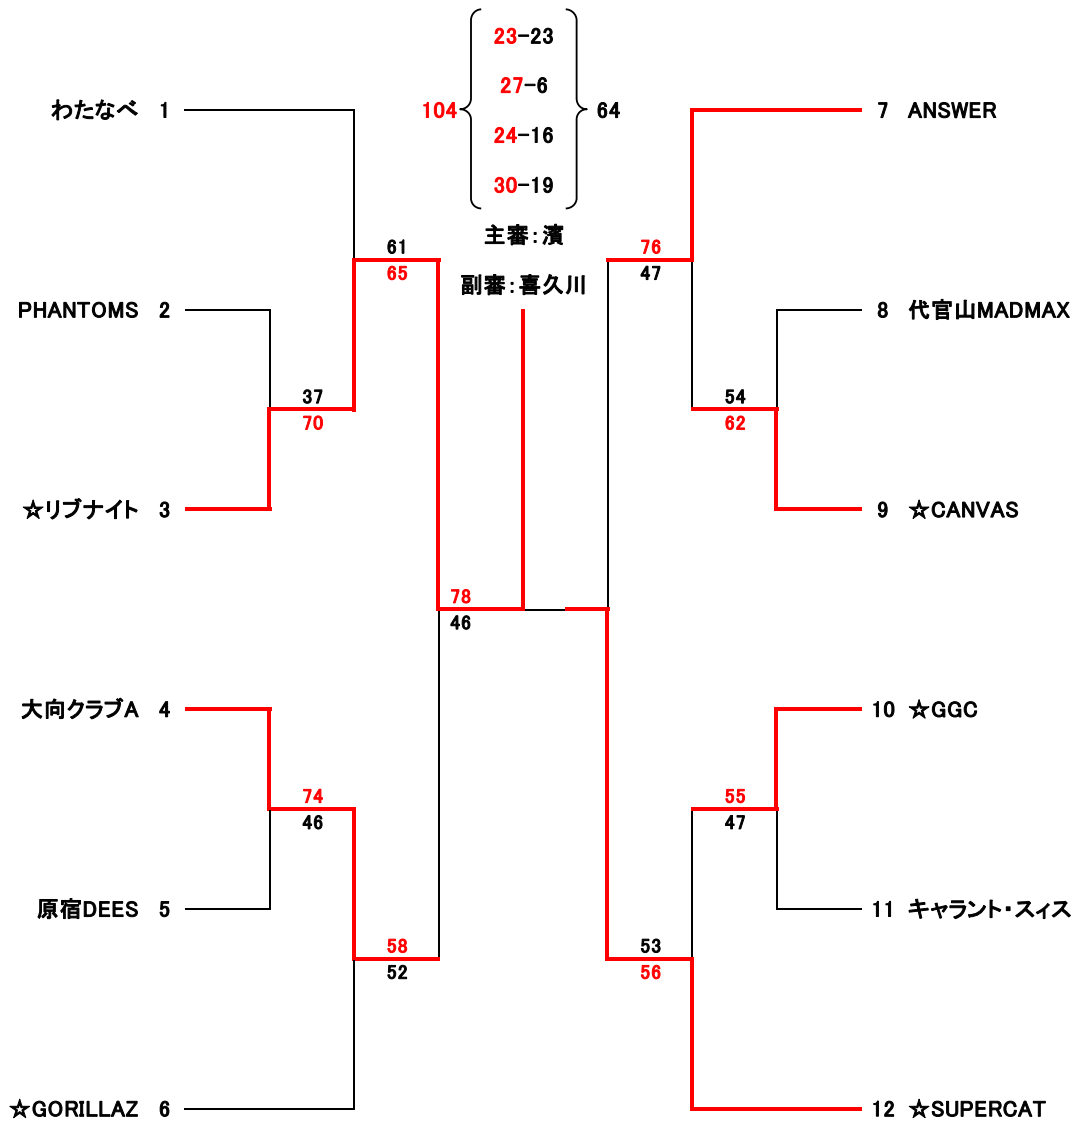 23-23
27-6
104
64
24-16
30-19
主審：濱
副審：喜久川
わたなべ 1
7 ANSWER
61
65
76
47
PHANTOMS 2
8 代官山MADMAX
37
70
54
62
☆リブナイト 3
9 ☆CANVAS
78
46
大向クラブA 4
10 ☆GGC
74
46
55
47
原宿DEES 5
11 キャラント・スィス
58
52
53
56
☆GORILLAZ 6
12 ☆SUPERCAT